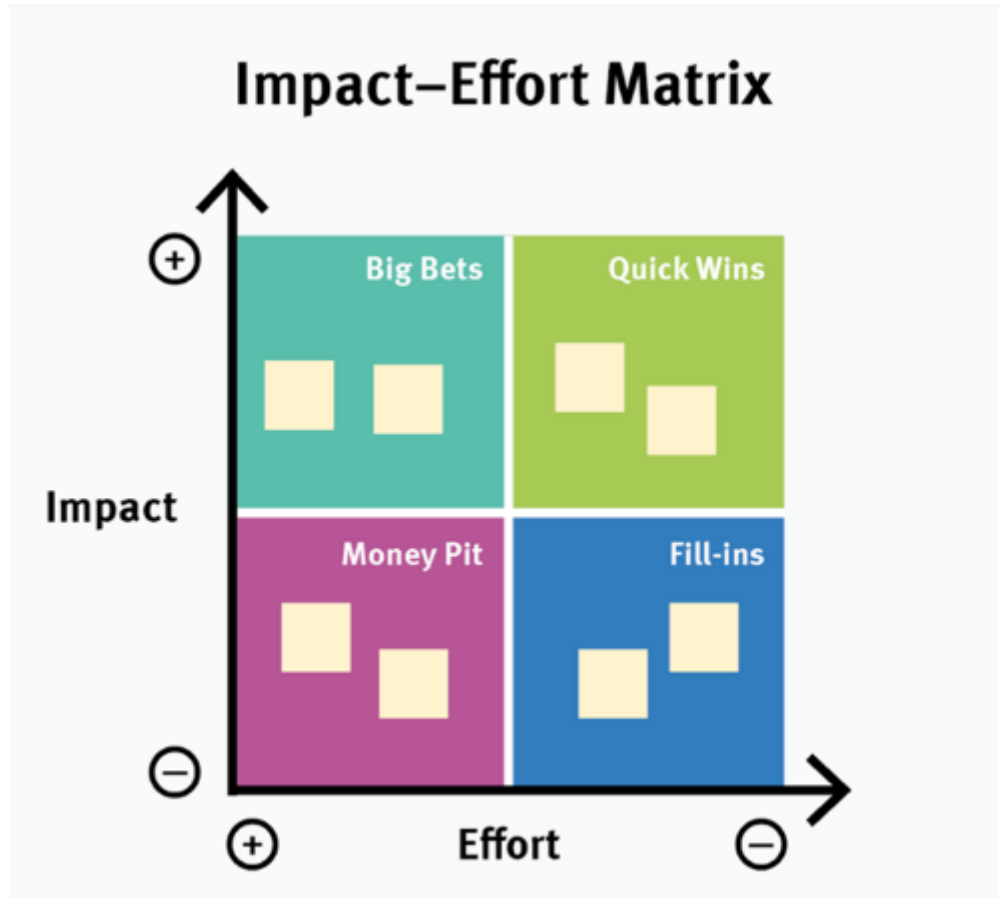 Impact–Effort Matrix
+
Big Bets
Quick Wins
Impact
Money Pit
Fill-ins
−
+
Effort
−